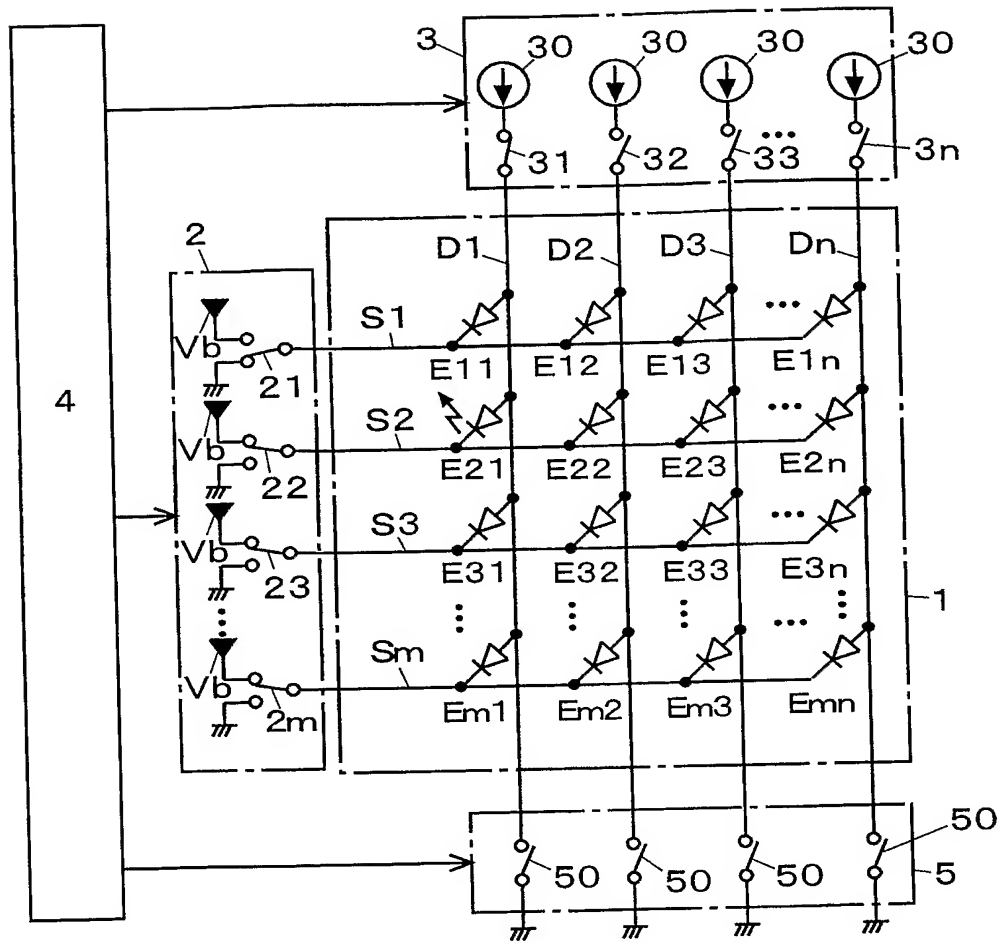 3 30 30 30 30
31 32 33 ••• 3n
2 D1 D2 D3 Dn
Vb 21 S1 E11 E12 E13 ••• E1n
4
Vb 22 S2 E21 E22 E23 ••• E2n
Vb 23 S3 E31 E32 E33 ••• E3n
1
Vb 2m Sm Em1 Em2 Em3 ••• Emn
50 50 50 50
5